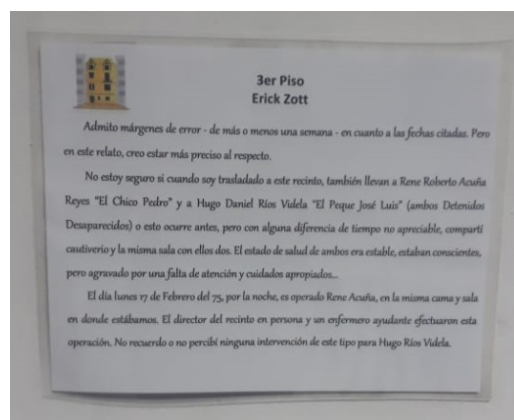 3er Piso
Erick Zott
Admito márgenes de error - de más o menos una semana - en cuanto a las fechas citadas. Pero
en este relato, creo estar más preciso al respecto.
No estoy seguro si cuando soy trasladado a este recinto, también llevan a Rene Roberto Acuña
Reyes "El Chico Pedro" y a Hugo Daniel Ríos Videla "El Peque José Luis" (ambos Detenidos
Desaparecidos) o esto ocurre antes, pero con alguna diferencia de tiempo no apreciable, compartí
cautiverio y la misma sala con ellos dos. El estado de salud de ambos era estable, estaban conscientes,
pero agravado por una falta de atención y cuidados apropiados...
El día lunes 17 de Febrero del 75, por la noche, es operado Rene Acuña, en la misma cama y sala
en donde estábamos. El director del recinto en persona y un enfermero ayudante efectuaron esta
operación. No recuerdo o no percibí ninguna intervención de este tipo para Hugo Ríos Videla.